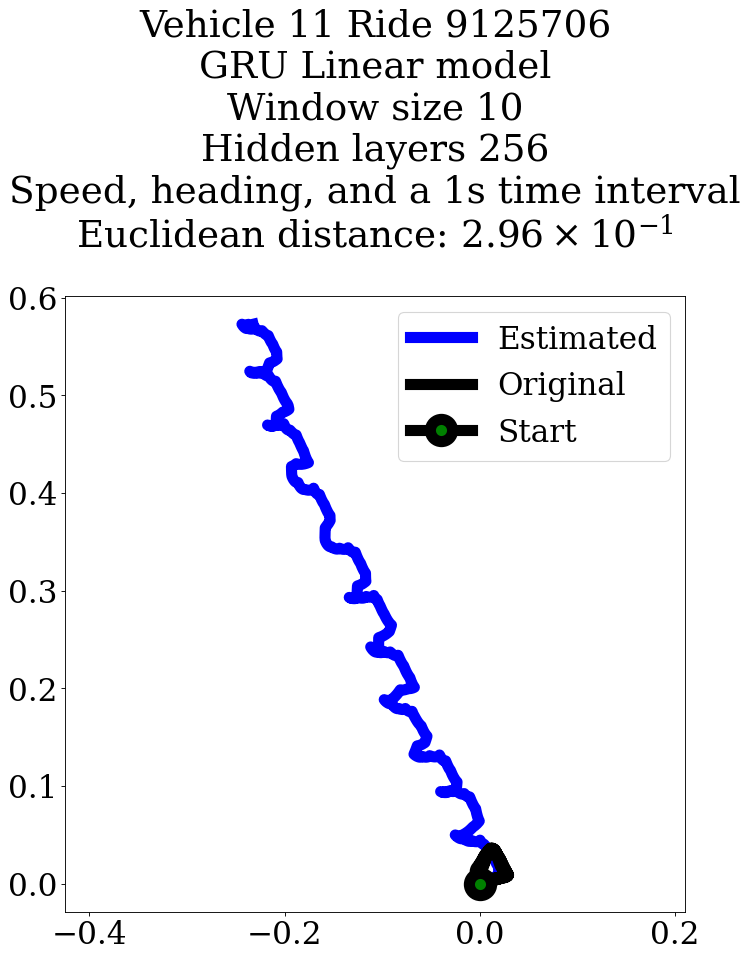 Vehicle 11 Ride 9125706
GRU Linear model
Window size 10
Hidden layers 256
Speed, heading, and a 1s time interval
Euclidean distance: 2.96 × 10⁻¹
0.6
0.5
0.4
0.3
0.2
0.1
0.0
Estimated
Original
Start
−0.4
−0.2
0.0
0.2